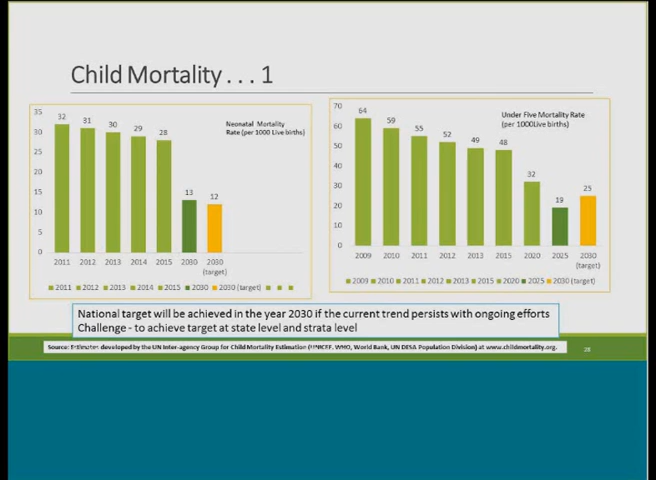 Child Mortality . . . 1
Neonatal Mortality
Rate (per 1000 Live births)
35
30
25
20
15
10
5
0
32
31
30
29
28
13
12
2011 2012 2013 2014 2015 2030 2030
(target)
2011 2012 2013 2014 2015 2030 2030 (target)
Under Five Mortality Rate
(per 1000Live births)
70
60
50
40
30
20
10
0
64
59
55
52
49
48
32
19
25
2009 2010 2011 2012 2013 2015 2020 2025 2030
(target)
2009 2010 2011 2012 2013 2015 2020 2025 2030 (target)
National target will be achieved in the year 2030 if the current trend persists with ongoing efforts
Challenge - to achieve target at state level and strata level
Source: Estimates developed by the UN Inter-agency Group for Child Mortality Estimation (UNICEF, WHO, World Bank, UN DESA Population Division) at www.childmortality.org.